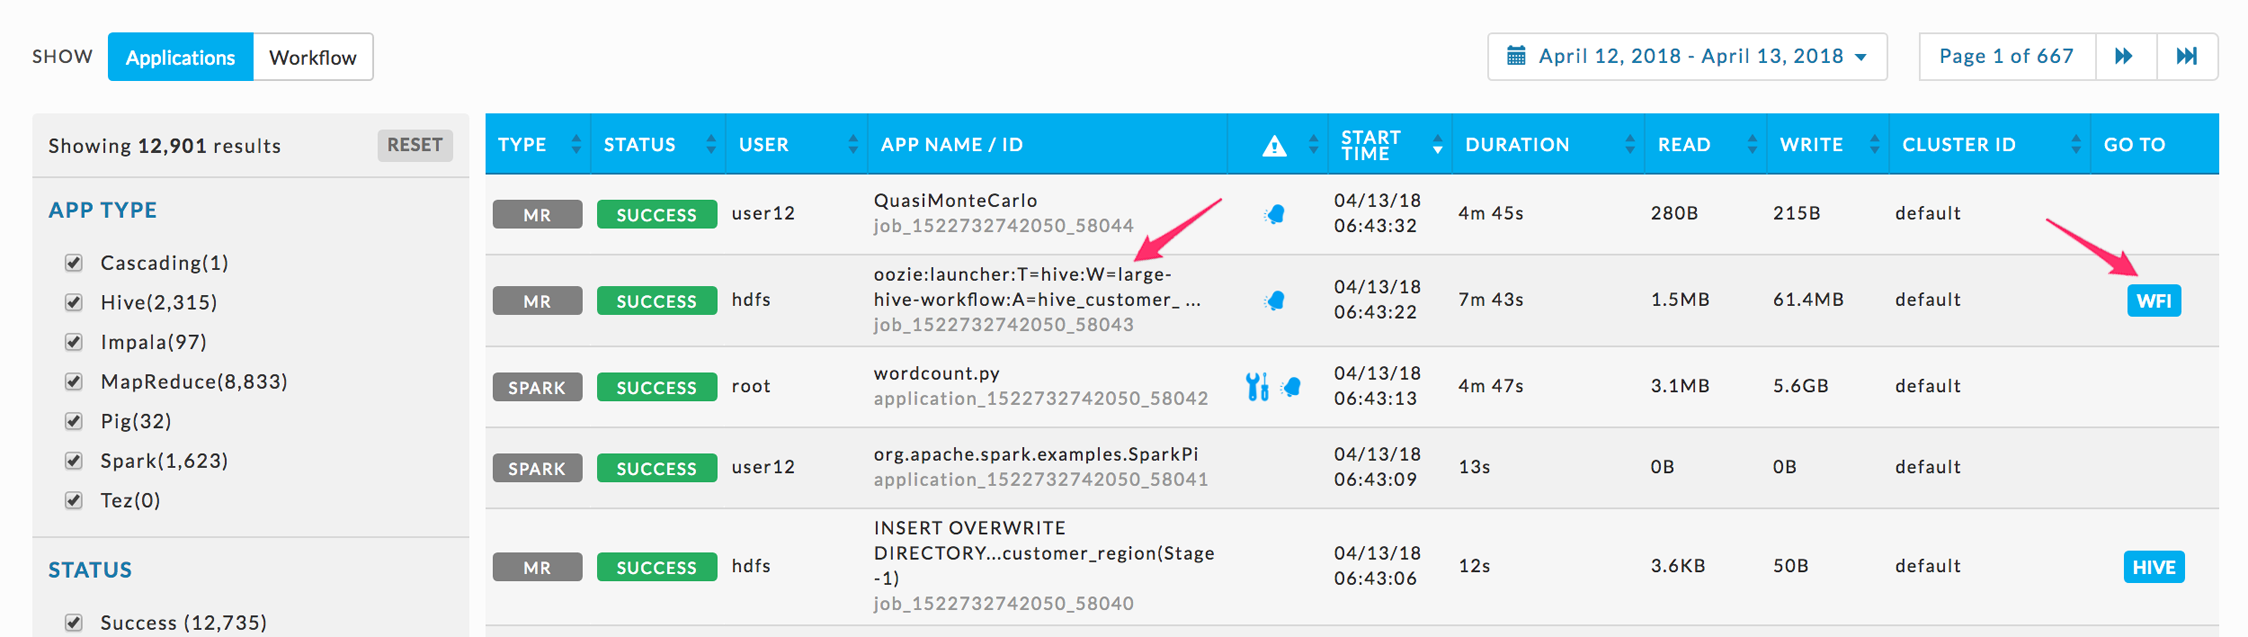 SHOW Applications Workflow April 12, 2018 - April 13, 2018 Page 1 of 667
Showing 12,901 results RESET
APP TYPE
Cascading(1)
Hive(2,315)
Impala(97)
MapReduce(8,833)
Pig(32)
Spark(1,623)
Tez(0)
STATUS
Success (12,735)
TYPE STATUS USER APP NAME / ID START TIME DURATION READ WRITE CLUSTER ID GO TO
MR SUCCESS user12 QuasiMonteCarlo 04/13/18 4m 45s 280B 215B default
job_1522732742050_58044 06:43:32
oozie:launcher:T=hive:W=large-
MR SUCCESS hdfs hive-workflow:A=hive_customer_ ... 04/13/18 7m 43s 1.5MB 61.4MB default WFI
job_1522732742050_58043 06:43:22
SPARK SUCCESS root wordcount.py 04/13/18 4m 47s 3.1MB 5.6GB default
application_1522732742050_58042 06:43:13
SPARK SUCCESS user12 org.apache.spark.examples.SparkPi 04/13/18 13s 0B 0B default
application_1522732742050_58041 06:43:09
INSERT OVERWRITE
DIRECTORY...customer_region(Stage 04/13/18
MR SUCCESS hdfs -1) 06:43:06 12s 3.6KB 50B default HIVE
job_1522732742050_58040